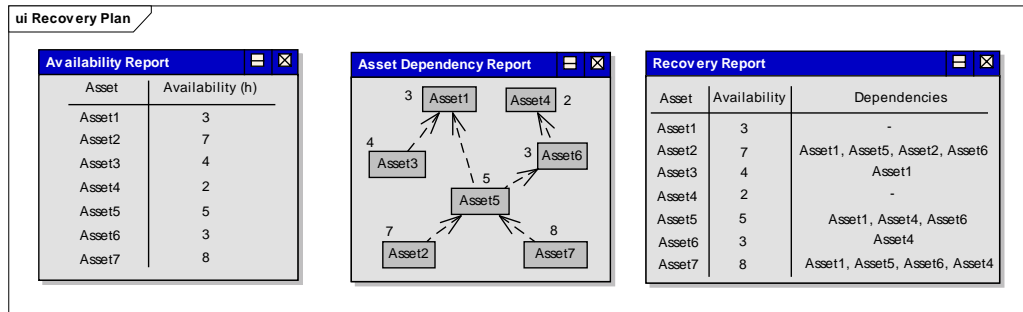 ui Recovery Plan
Availability Report
Asset Availability (h)
Asset1 3
Asset2 7
Asset3 4
Asset4 2
Asset5 5
Asset6 3
Asset7 8
Asset Dependency Report
3 Asset1 Asset4 2
4
Asset3
3 Asset6
5
Asset5
7 8
Asset2 Asset7
Recovery Report
Asset Availability Dependencies
Asset1 3 -
Asset2 7 Asset1, Asset5, Asset2, Asset6
Asset3 4 Asset1
Asset4 2 -
Asset5 5 Asset1, Asset4, Asset6
Asset6 3 Asset4
Asset7 8 Asset1, Asset5, Asset6, Asset4